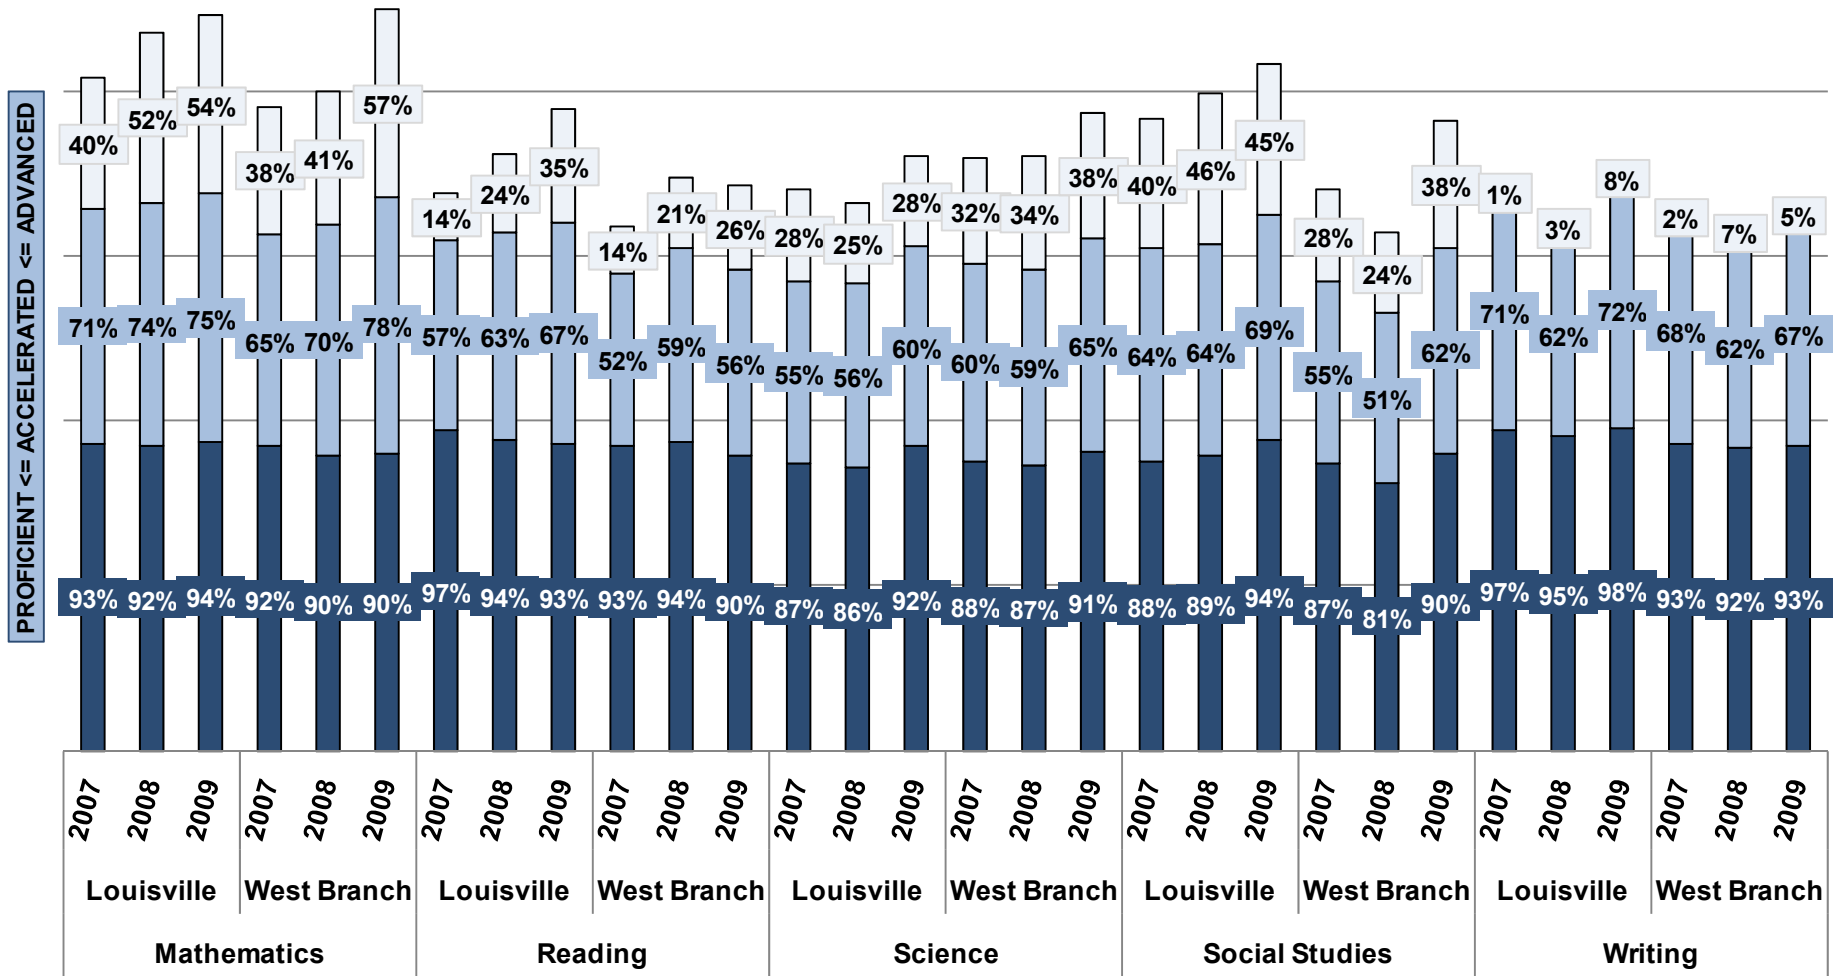 PROFICIENT <= ACCELERATED <= ADVANCED
40% 52% 54% 38% 41% 57% 14% 24% 35% 14% 21% 26% 28% 25% 28% 32% 34% 38% 40% 46% 45% 28% 24% 38% 1% 3% 8% 2% 7% 5%
71% 74% 75% 65% 70% 78% 57% 63% 67% 52% 59% 56% 55% 56% 60% 60% 59% 65% 64% 64% 69% 55% 51% 62% 71% 62% 72% 68% 62% 67%
93% 92% 94% 92% 90% 90% 97% 94% 93% 93% 94% 90% 87% 86% 92% 88% 87% 91% 88% 89% 94% 87% 81% 90% 97% 95% 98% 93% 92% 93%
2007 2008 2009 2007 2008 2009 2007 2008 2009 2007 2008 2009 2007 2008 2009 2007 2008 2009 2007 2008 2009 2007 2008 2009 2007 2008 2009 2007 2008 2009
Louisville West Branch Louisville West Branch Louisville West Branch Louisville West Branch Louisville West Branch
Mathematics Reading Science Social Studies Writing